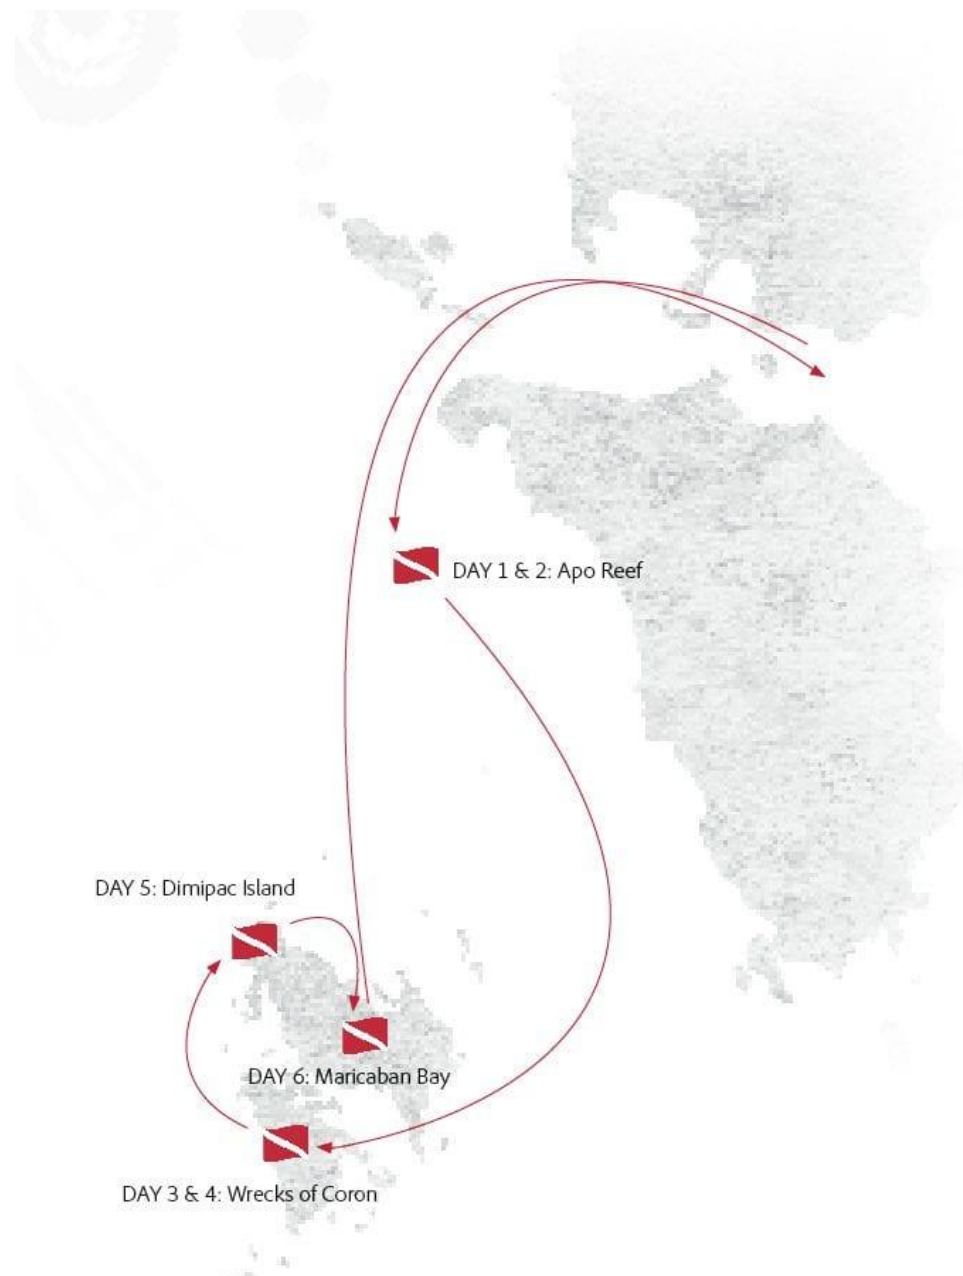 DAY 1 & 2: Apo Reef
DAY 5: Dimipac Island
DAY 6: Maricaban Bay
DAY 3 & 4: Wrecks of Coron